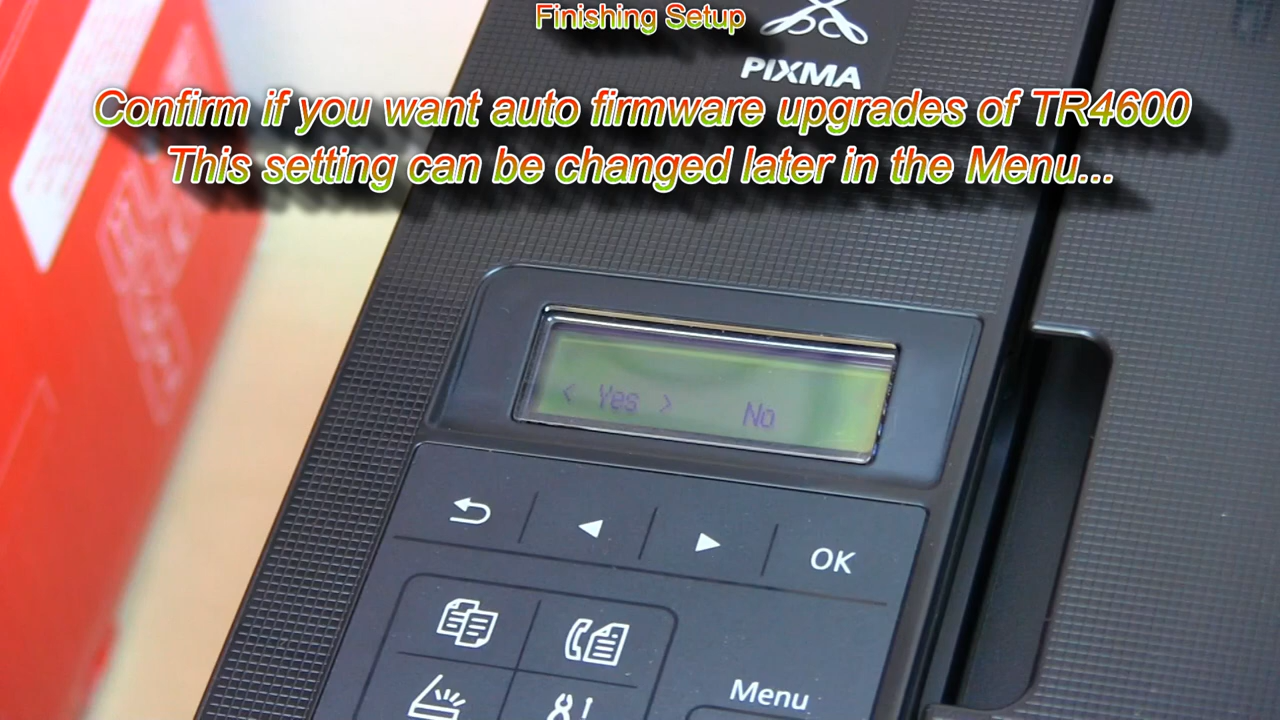 Finishing Setup
PIXMA
Confirm if you want auto firmware upgrades of TR4600
This setting can be changed later in the Menu...
< Yes > No
OK
Menu